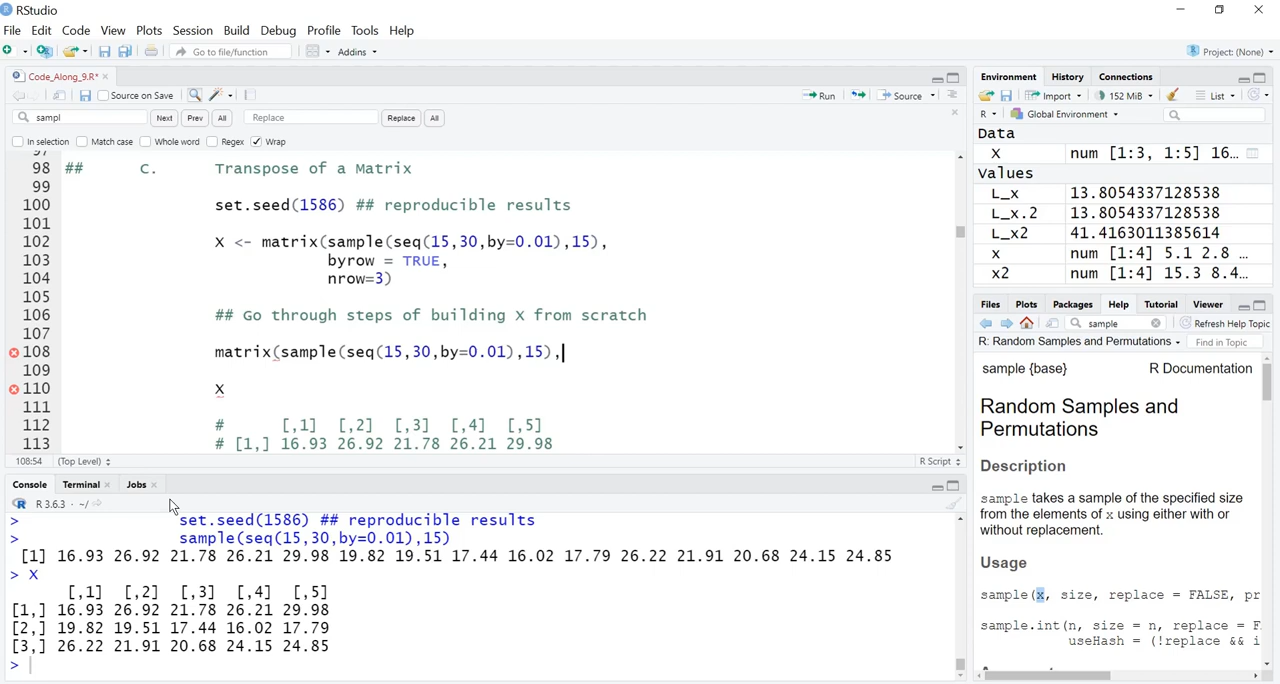 RStudio
File Edit Code View Plots Session Build Debug Profile Tools Help
Go to file/function Addins Project: (None)
Code_Along_9.R*
Source on Save Run Source
sampl Next Prev All Replace Replace All
In selection Match case Whole word Regex Wrap
97
98 ## C. Transpose of a Matrix
99
100 set.seed(1586) ## reproducible results
101
102 X <- matrix(sample(seq(15,30,by=0.01),15),
103 byrow = TRUE,
104 nrow=3)
105
106 ## Go through steps of building X from scratch
107
108 matrix(sample(seq(15,30,by=0.01),15),
109
110 X
111
112 # [,1] [,2] [,3] [,4] [,5]
113 # [1,] 16.93 26.92 21.78 26.21 29.98
108:54 (Top Level) R Script
Console Terminal Jobs
R 3.6.3 · ~/
> set.seed(1586) ## reproducible results
> sample(seq(15,30,by=0.01),15)
[1] 16.93 26.92 21.78 26.21 29.98 19.82 19.51 17.44 16.02 17.79 26.22 21.91 20.68 24.15 24.85
> X
[,1] [,2] [,3] [,4] [,5]
[1,] 16.93 26.92 21.78 26.21 29.98
[2,] 19.82 19.51 17.44 16.02 17.79
[3,] 26.22 21.91 20.68 24.15 24.85
>
Environment History Connections
Import 152 MiB List
R Global Environment
Data
X num [1:3, 1:5] 16…
Values
L_x 13.8054337128538
L_x.2 13.8054337128538
L_x2 41.4163011385614
x num [1:4] 5.1 2.8 …
x2 num [1:4] 15.3 8.4…
Files Plots Packages Help Tutorial Viewer
sample Refresh Help Topic
R: Random Samples and Permutations Find in Topic
sample {base} R Documentation
Random Samples and
Permutations
Description
sample takes a sample of the specified size
from the elements of x using either with or
without replacement.
Usage
sample(x, size, replace = FALSE, pr
sample.int(n, size = n, replace = F
useHash = (!replace && i